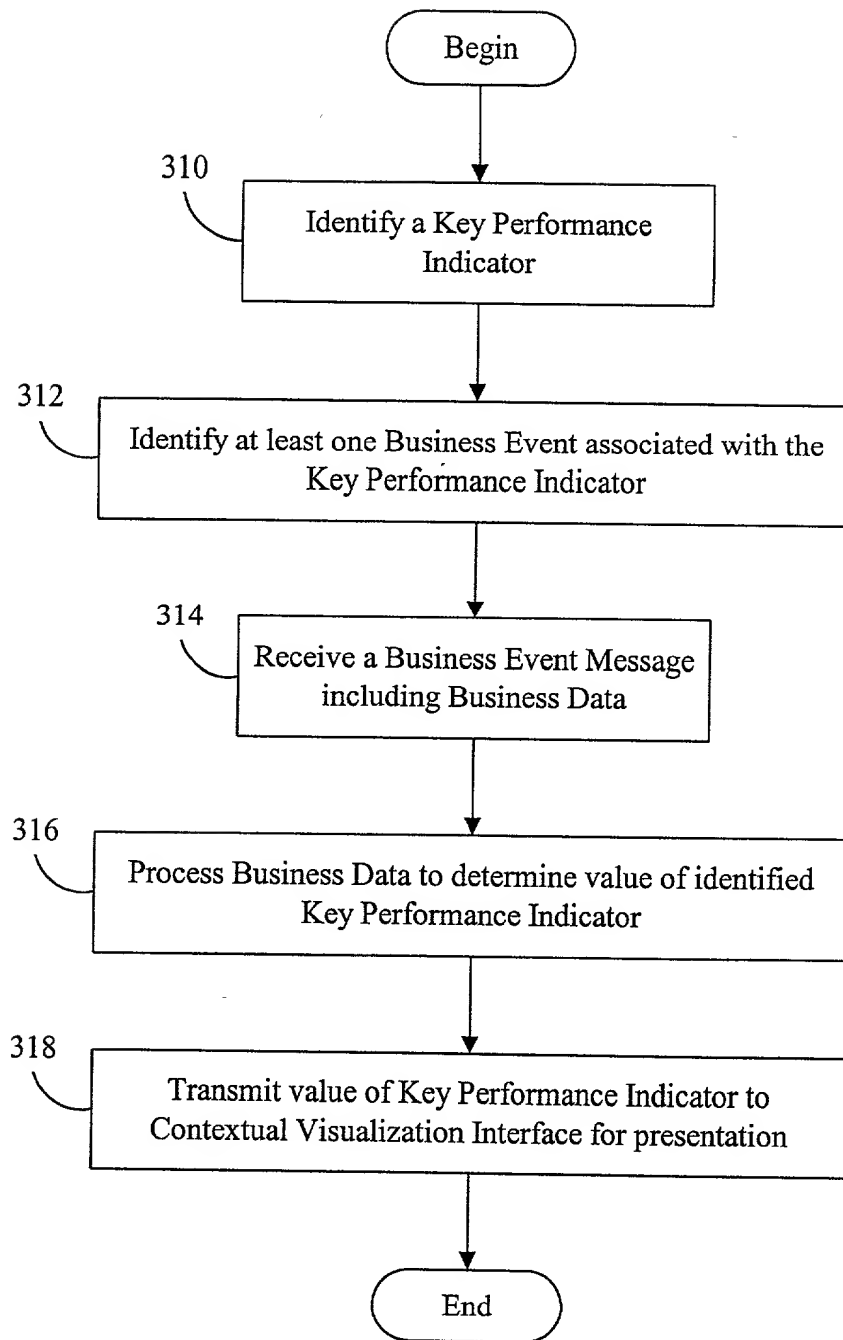 Begin
310
Identify a Key Performance
Indicator
312
Identify at least one Business Event associated with the
Key Performance Indicator
314
Receive a Business Event Message
including Business Data
316
Process Business Data to determine value of identified
Key Performance Indicator
318
Transmit value of Key Performance Indicator to
Contextual Visualization Interface for presentation
End